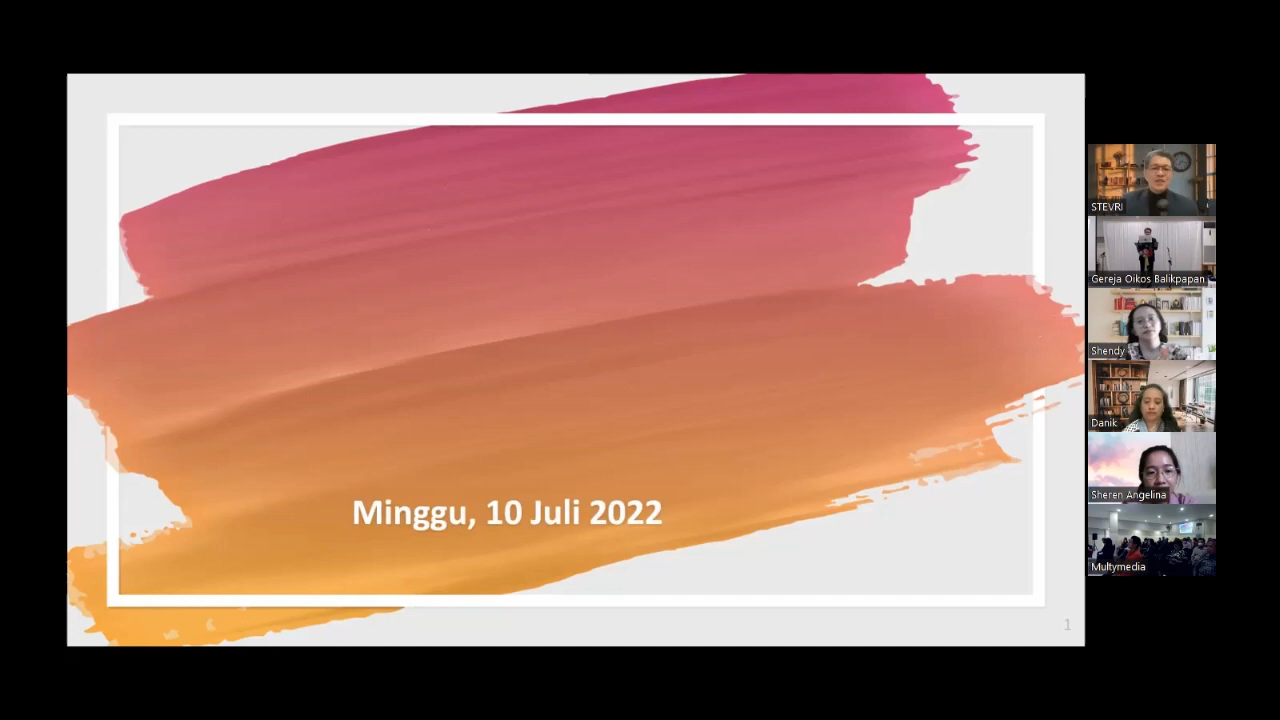 Minggu, 10 Juli 2022
1
STEVRI
Gereja Oikos Balikpapan
Shendy
Danik
Sheren Angelina
Multymedia